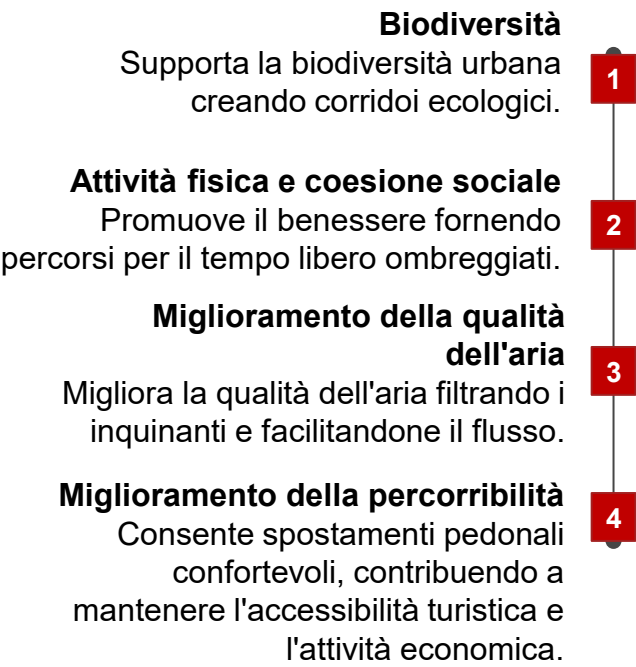 Biodiversità
Supporta la biodiversità urbana
creando corridoi ecologici.
1
Attività fisica e coesione sociale
Promuove il benessere fornendo
percorsi per il tempo libero ombreggiati.
2
Miglioramento della qualità
dell'aria
Migliora la qualità dell'aria filtrando i
inquinanti e facilitandone il flusso.
3
Miglioramento della percorribilità
Consente spostamenti pedonali
confortevoli, contribuendo a
mantenere l'accessibilità turistica e
l'attività economica.
4